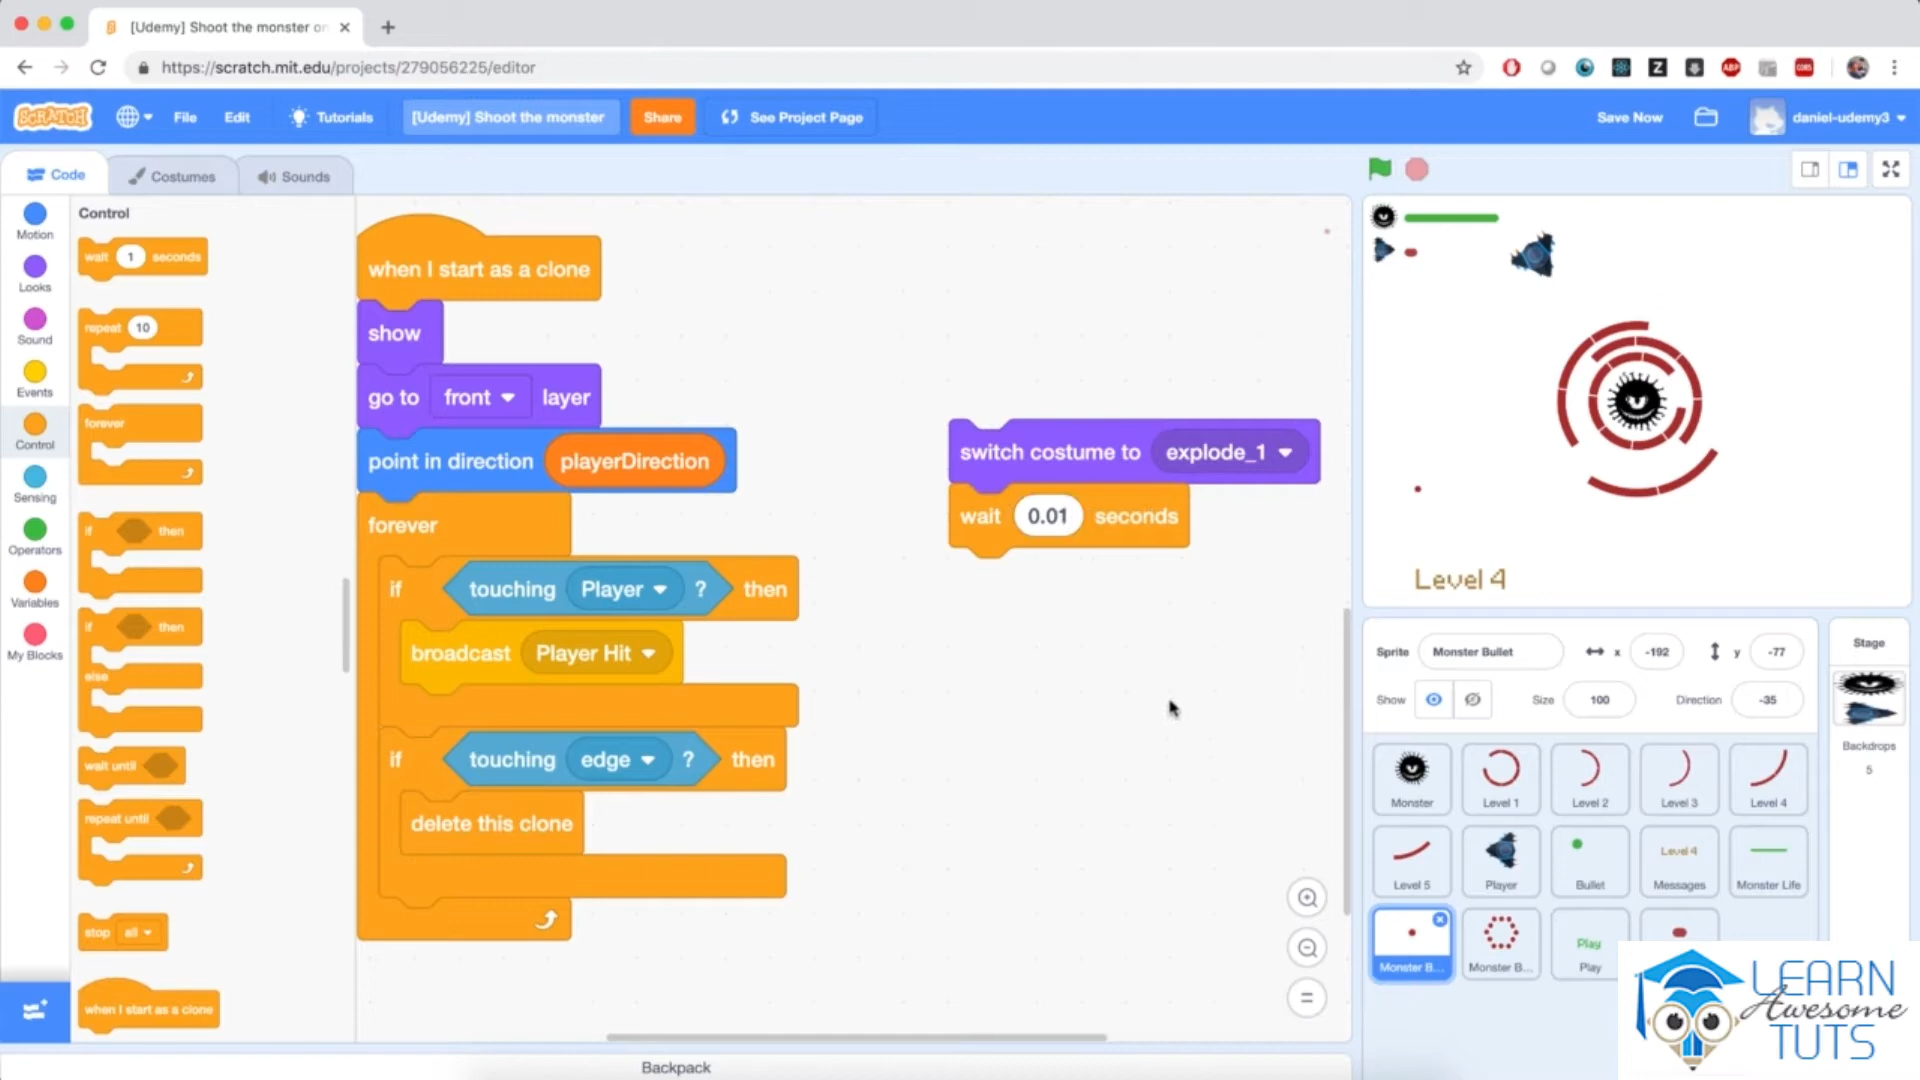 [Udemy] Shoot the monster on
https://scratch.mit.edu/projects/279056225/editor
SCRATCH
File
Edit
Tutorials
[Udemy] Shoot the monster
Share
See Project Page
Save Now
daniel-udemy3
Code
Costumes
Sounds
Motion
Looks
Sound
Events
Control
Sensing
Operators
Variables
My Blocks
Control
wait 1 seconds
repeat 10
forever
if then
if then
else
wait until
repeat until
stop all
when I start as a clone
when I start as a clone
show
go to front layer
point in direction playerDirection
forever
if touching Player ? then
broadcast Player Hit
if touching edge ? then
delete this clone
switch costume to explode_1
wait 0.01 seconds
Backpack
Level 4
Sprite Monster Bullet x -192 y -77
Show Size 100 Direction -35
Monster
Level 1
Level 2
Level 3
Level 4
Level 5
Player
Bullet
Level 4
Messages
Monster Life
Monster B...
Monster B...
Play
Play
Stage
Backdrops
5
LEARN
Awesome
TUTS
Z
ABP
CORS